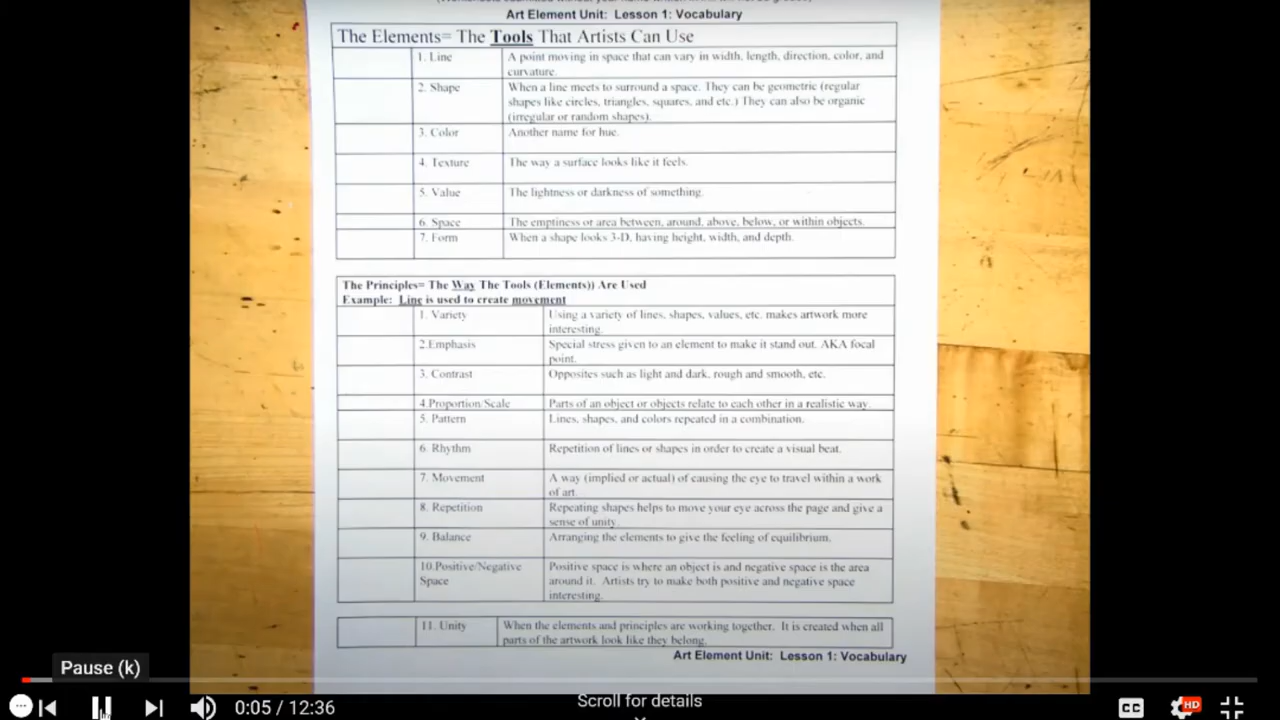 Art Element Unit: Lesson 1: Vocabulary
The Elements= The Tools That Artists Can Use
1. Line
A point moving in space that can vary in width, length, direction, color, and
curvature.
2. Shape
When a line meets to surround a space. They can be geometric (regular
shapes like circles, triangles, squares, and etc.) They can also be organic
(irregular or random shapes).
3. Color
Another name for hue.
4. Texture
The way a surface looks like it feels.
5. Value
The lightness or darkness of something.
6. Space
The emptiness or area between, around, above, below, or within objects.
7. Form
When a shape looks 3-D, having height, width, and depth.
The Principles= The Way The Tools (Elements)) Are Used
Example: Line is used to create movement
1. Variety
Using a variety of lines, shapes, values, etc. makes artwork more
interesting.
2.Emphasis
Special stress given to an element to make it stand out. AKA focal
point.
3. Contrast
Opposites such as light and dark, rough and smooth, etc.
4.Proportion/Scale
Parts of an object or objects relate to each other in a realistic way.
5. Pattern
Lines, shapes, and colors repeated in a combination.
6. Rhythm
Repetition of lines or shapes in order to create a visual beat.
7. Movement
A way (implied or actual) of causing the eye to travel within a work
of art.
8. Repetition
Repeating shapes helps to move your eye across the page and give a
sense of unity.
9. Balance
Arranging the elements to give the feeling of equilibrium.
10.Positive/Negative
Space
Positive space is where an object is and negative space is the area
around it. Artists try to make both positive and negative space
interesting.
11. Unity
When the elements and principles are working together. It is created when all
parts of the artwork look like they belong.
Art Element Unit: Lesson 1: Vocabulary
Pause (k)
0:05 / 12:36
Scroll for details
CC
HD